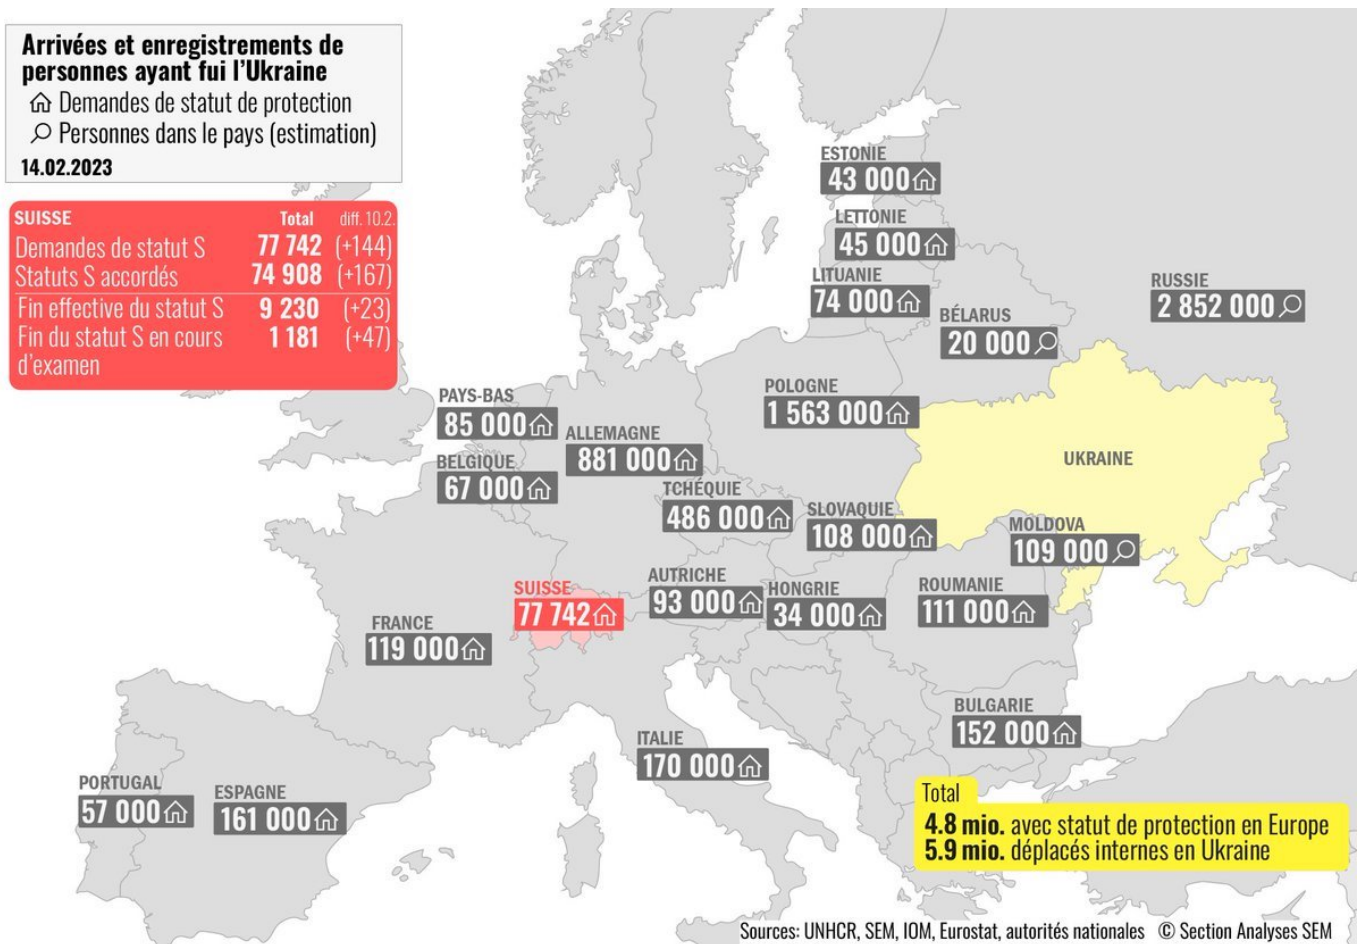 Arrivées et enregistrements de
personnes ayant fui l'Ukraine
Demandes de statut de protection
Personnes dans le pays (estimation)
14.02.2023
SUISSE Total diff. 10.2.
Demandes de statut S 77 742 (+144)
Statuts S accordés 74 908 (+167)
Fin effective du statut S 9 230 (+23)
Fin du statut S en cours 1 181 (+47)
d'examen
ESTONIE
43 000
LETTONIE
45 000
LITUANIE
74 000
RUSSIE
2 852 000
BÉLARUS
20 000
PAYS-BAS
85 000
POLOGNE
1 563 000
ALLEMAGNE
881 000
BELGIQUE
67 000
UKRAINE
TCHÉQUIE
486 000
SLOVAQUIE
108 000
MOLDOVA
109 000
SUISSE
77 742
AUTRICHE
93 000
HONGRIE
34 000
ROUMANIE
111 000
FRANCE
119 000
BULGARIE
152 000
ITALIE
170 000
PORTUGAL
57 000
ESPAGNE
161 000
Total
4.8 mio. avec statut de protection en Europe
5.9 mio. déplacés internes en Ukraine
Sources: UNHCR, SEM, IOM, Eurostat, autorités nationales © Section Analyses SEM